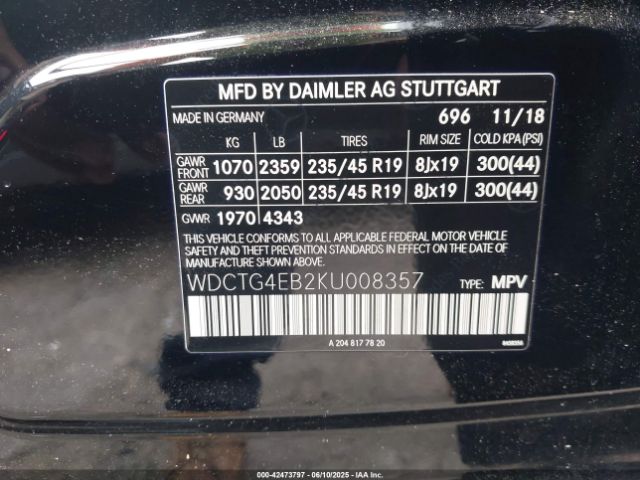 MFD BY DAIMLER AG STUTTGART
MADE IN GERMANY 696 11/18
KG LB TIRES RIM SIZE COLD KPA(PSI)
GAWR FRONT 1070 2359 235/45 R19 8Jx19 300(44)
GAWR REAR 930 2050 235/45 R19 8Jx19 300(44)
GVWR 1970 4343
THIS VEHICLE CONFORMS TO ALL APPLICABLE FEDERAL MOTOR VEHICLE
SAFETY AND THEFT PREVENTION STANDARDS IN EFFECT ON THE DATE
OF MANUFACTURE SHOWN ABOVE.
WDCTG4EB2KU008357 TYPE: MPV
A 204 817 78 20
© 42473797 - 06/10/2025 - IAA Inc.